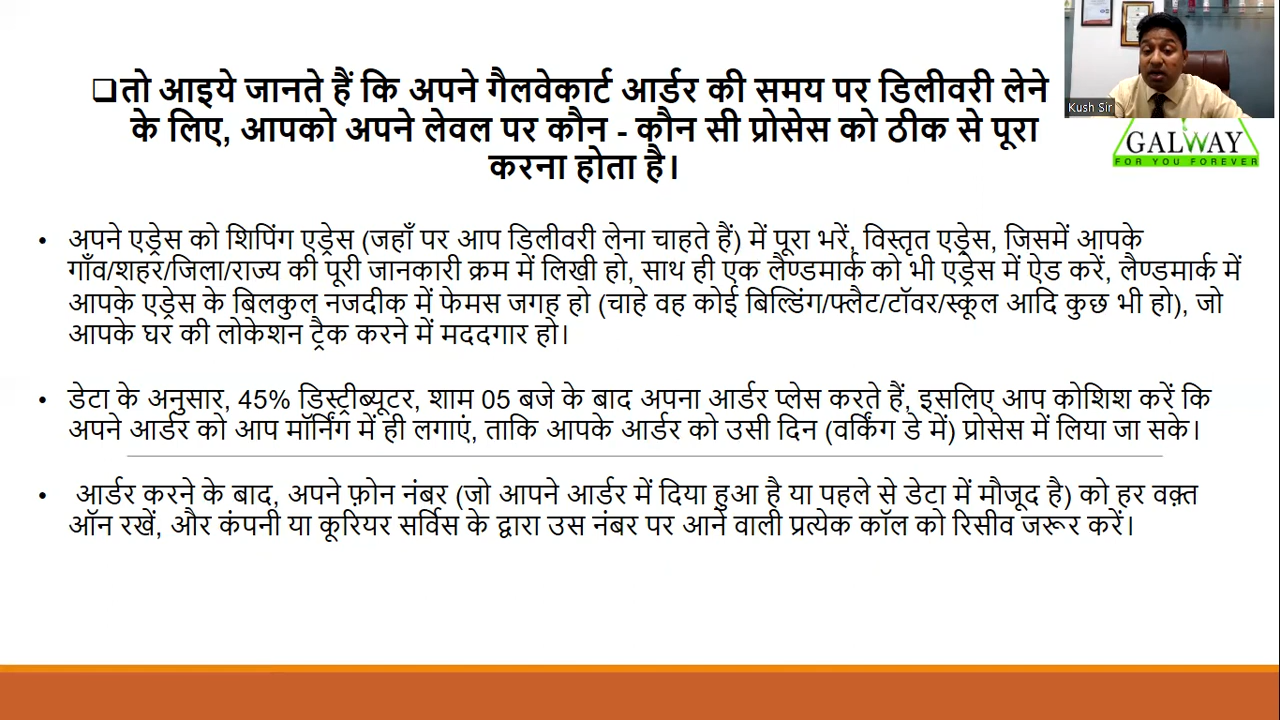 ❑तो आइये जानते हैं कि अपने गैलवेकार्ट आर्डर की समय पर डिलीवरी लेने
के लिए, आपको अपने लेवल पर कौन - कौन सी प्रोसेस को ठीक से पूरा
करना होता है।
Kush Sir
GALWAY
FOR YOU FOREVER
• अपने एड्रेस को शिपिंग एड्रेस (जहाँ पर आप डिलीवरी लेना चाहते हैं) में पूरा भरें, विस्तृत एड्रेस, जिसमें आपके
गाँव/शहर/जिला/राज्य की पूरी जानकारी क्रम में लिखी हो, साथ ही एक लैण्डमार्क को भी एड्रेस में ऐड करें, लैण्डमार्क में
आपके एड्रेस के बिलकुल नजदीक में फेमस जगह हो (चाहे वह कोई बिल्डिंग/फ्लैट/टॉवर/स्कूल आदि कुछ भी हो), जो
आपके घर की लोकेशन ट्रैक करने में मददगार हो।
• डेटा के अनुसार, 45% डिस्ट्रीब्यूटर, शाम 05 बजे के बाद अपना आर्डर प्लेस करते हैं, इसलिए आप कोशिश करें कि
अपने आर्डर को आप मॉर्निंग में ही लगाएं, ताकि आपके आर्डर को उसी दिन (वर्किंग डे में) प्रोसेस में लिया जा सके।
• आर्डर करने के बाद, अपने फ़ोन नंबर (जो आपने आर्डर में दिया हुआ है या पहले से डेटा में मौजूद है) को हर वक़्त
ऑन रखें, और कंपनी या कूरियर सर्विस के द्वारा उस नंबर पर आने वाली प्रत्येक कॉल को रिसीव जरूर करें।